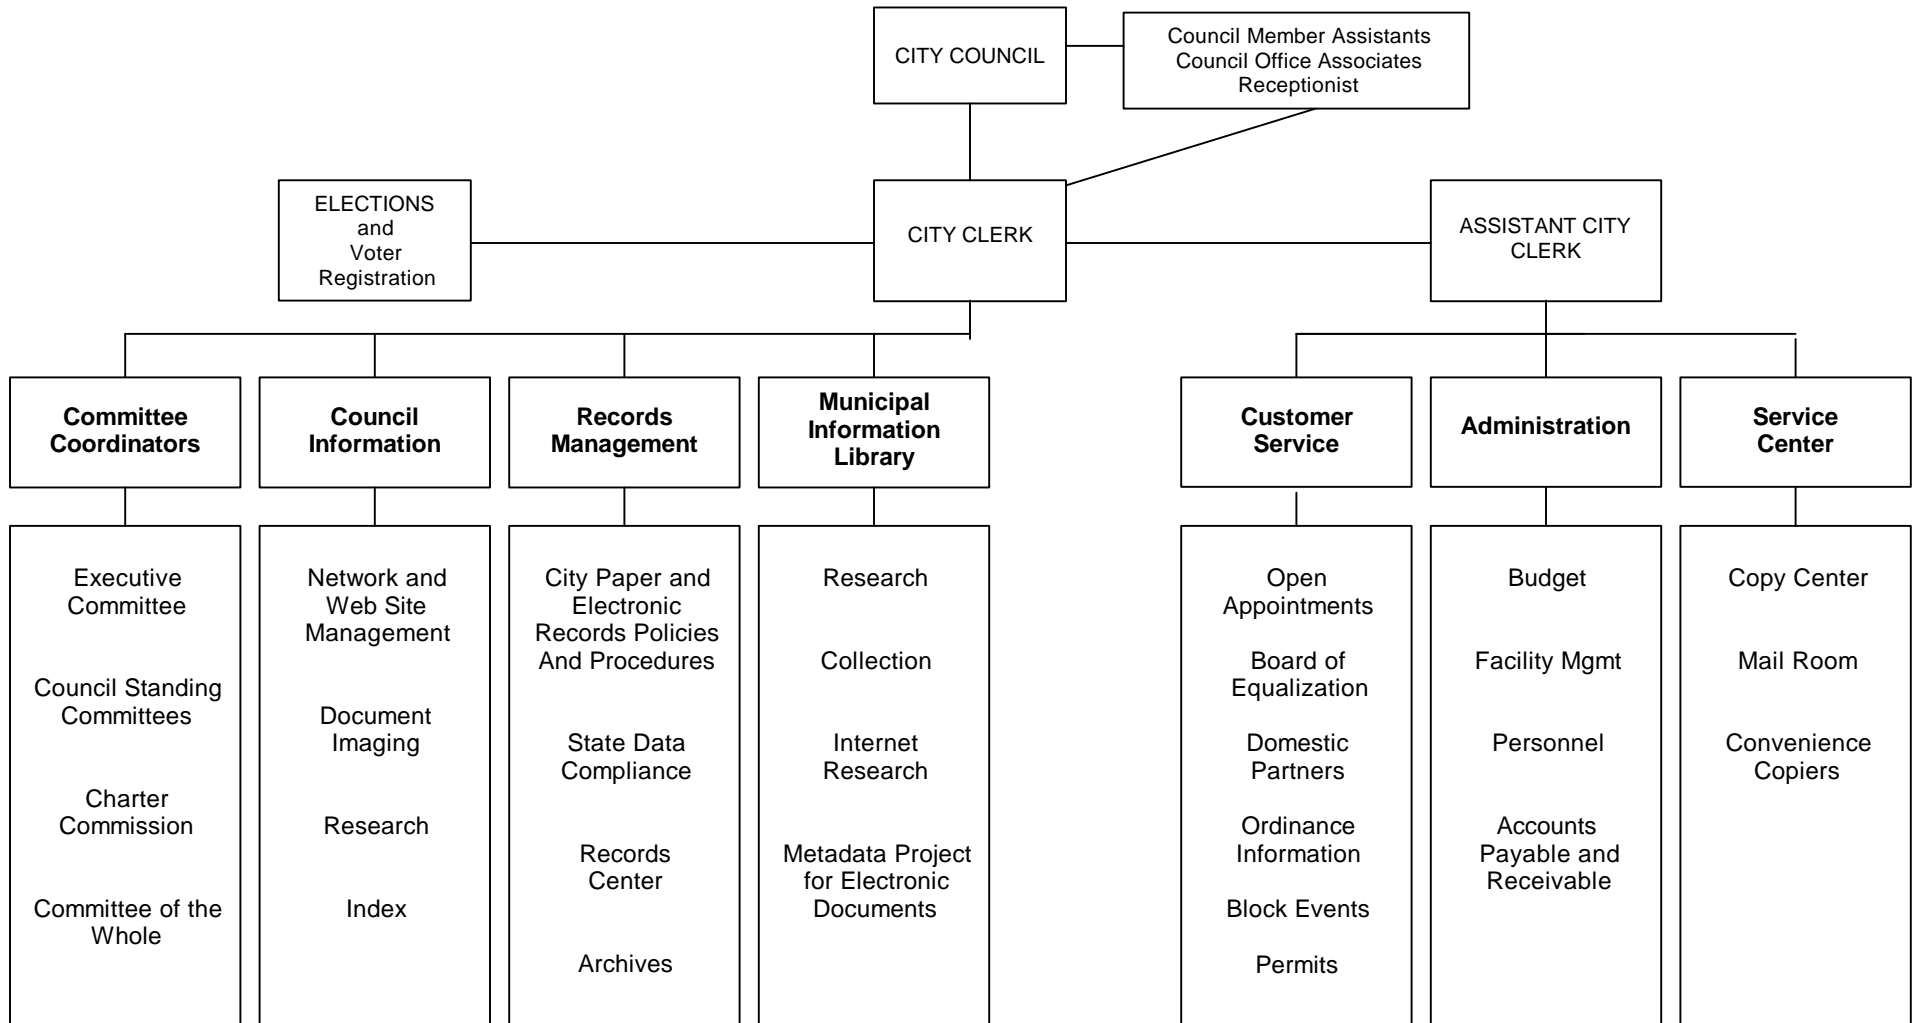 CITY COUNCIL
Council Member Assistants
Council Office Associates
Receptionist
ELECTIONS
and
Voter
Registration
CITY CLERK
ASSISTANT CITY
CLERK
Committee
Coordinators
Council
Information
Records
Management
Municipal
Information
Library
Customer
Service
Administration
Service
Center
Executive
Committee
Council Standing
Committees
Charter
Commission
Committee of the
Whole
Network and
Web Site
Management
Document
Imaging
Research
Index
City Paper and
Electronic
Records Policies
And Procedures
State Data
Compliance
Records
Center
Archives
Research
Collection
Internet
Research
Metadata Project
for Electronic
Documents
Open
Appointments
Board of
Equalization
Domestic
Partners
Ordinance
Information
Block Events
Permits
Budget
Facility Mgmt
Personnel
Accounts
Payable and
Receivable
Copy Center
Mail Room
Convenience
Copiers